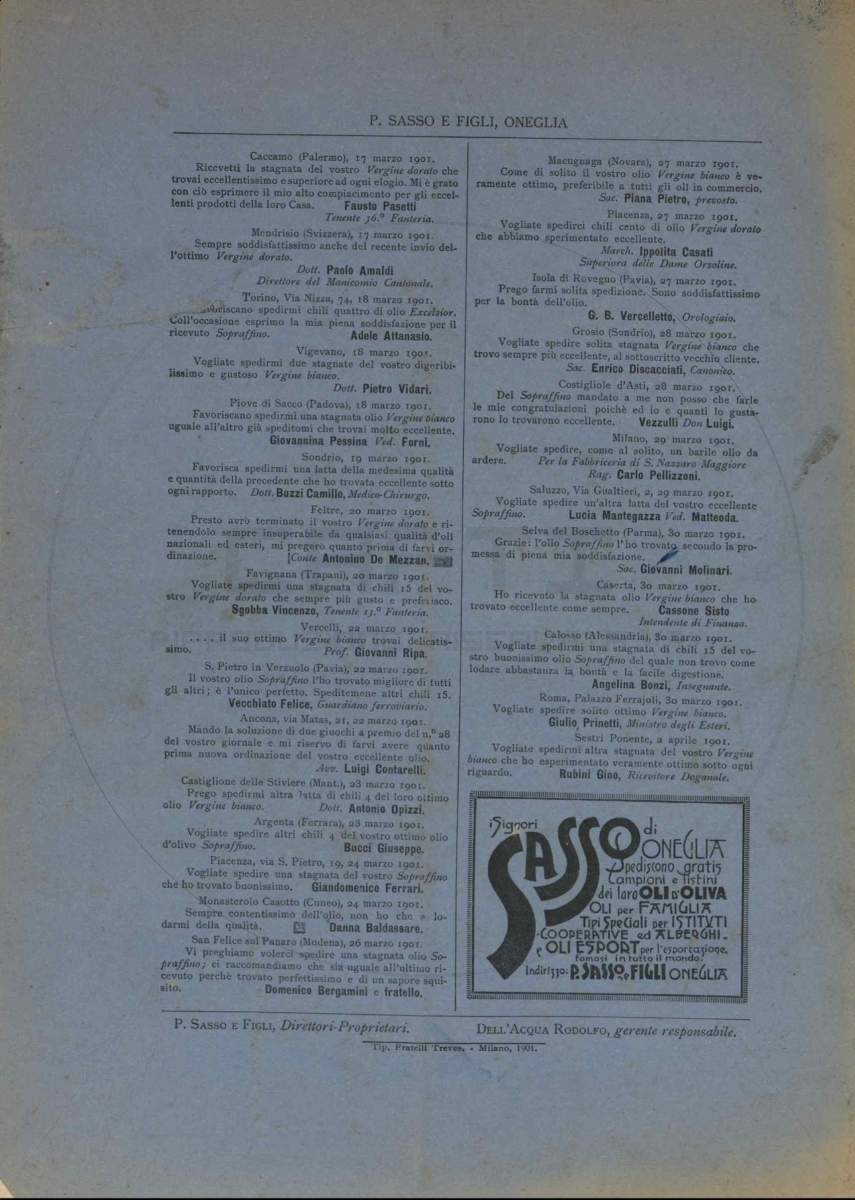 P. SASSO E FIGLI, ONEGLIA
Caccamo (Palermo), 17 marzo 1901.
Ricevetti la stagnata del vostro Vergine dorato che
trovai eccellentissimo e superiore ad ogni elogio. Mi è grato
con ciò esprimere il mio alto compiacimento per gli eccel-
lenti prodotti della loro Casa. Fausto Pasetti
Tenente 36.º Fanteria.
Mendrisio (Svizzera), 17 marzo 1901.
Sempre soddisfattissimo anche del recente invio del-
l'ottimo Vergine dorato.
Dott. Paolo Amaldi
Direttore del Manicomio Cantonale.
Torino, Via Nizza, 74, 18 marzo 1901.
spedirmi chili quattro di olio Excelsior.
Coll'occasione esprimo la mia piena soddisfazione per il
ricevuto Sopraffino. Adele Attanasio.
Vigevano, 18 marzo 1901.
Vogliate spedirmi due stagnate del vostro digeribi-
lissimo e gustoso Vergine bianco.
Dott. Pietro Vidari.
Piove di Sacco (Padova), 18 marzo 1901.
Favoriscano spedirmi una stagnata olio Vergine bianco
uguale all'altro già speditomi che trovai molto eccellente.
Giovannina Pessina Ved. Forni.
Sondrio, 19 marzo 1901.
Favorisca spedirmi una latta della medesima qualità
e quantità della precedente che ho trovata eccellente sotto
ogni rapporto. Dott. Buzzi Camillo, Medico-Chirurgo.
Feltre, 20 marzo 1901.
Presto avrò terminato il vostro Vergine dorato e ri-
tenendolo sempre insuperabile da qualsiasi qualità d'oli
nazionali ed esteri, mi pregerò quanto prima di farvi or-
dinazione. [Conte Antonino De Mezzan.
Favignana (Trapani), 20 marzo 1901.
Vogliate spedirmi una stagnata di chili 15 del vo-
stro Vergine dorato che sempre più gusto e preferisco.
Sgobba Vincenzo, Tenente 13.º Fanteria.
Vercelli, 22 marzo 1901.
.... il suo ottimo Vergine bianco trovai delicatis-
simo. Prof. Giovanni Ripa.
S. Pietro in Verzuolo (Pavia), 22 marzo 1901.
Il vostro olio Sopraffino l'ho trovato migliore di tutti
gli altri; è l'unico perfetto. Speditemene altri chili 15.
Vecchiato Felice, Guardiano ferroviario.
Ancona, via Matas, 21, 22 marzo 1901.
Mando la soluzione di due giuochi a premio del n.º 28
del vostro giornale e mi riservo di farvi avere quanto
prima nuova ordinazione del vostro eccellente olio.
Avv. Luigi Contarelli.
Castiglione delle Stiviere (Mant.), 23 marzo 1901.
Prego spedirmi altra latta di chili 4 del loro ottimo
olio Vergine bianco. Dott. Antonio Opizzi.
Argenta (Ferrara), 23 marzo 1901.
Vogliate spedire altri chili 4 del vostro ottimo olio
d'olivo Sopraffino. Bucci Giuseppe.
Piacenza, via S. Pietro, 19, 24 marzo 1901.
Vogliate spedire una stagnata del vostro Sopraffino
che ho trovato buonissimo. Giandomenico Ferrari.
Monasterolo Casotto (Cuneo), 24 marzo 1901.
Sempre contentissimo dell'olio, non ho che a lo-
darmi della qualità. Danna Baldassare.
San Felice sul Panaro (Modena), 26 marzo 1901.
Vi preghiamo volerci spedire una stagnata olio So-
praffino; ci raccomandiamo che sia uguale all'ultimo ri-
cevuto perchè trovato perfettissimo e di un sapore squi-
sito. Domenico Bergamini e fratello.
Macugnaga (Novara), 27 marzo 1901.
Come di solito il vostro olio Vergine bianco è ve-
ramente ottimo, preferibile a tutti gli olii in commercio.
Sac. Piana Pietro, prevosto.
Piacenza, 27 marzo 1901.
Vogliate spedirci chili cento di olio Vergine dorato
che abbiamo sperimentato eccellente.
March. Ippolita Casati
Superiora delle Dame Orsoline.
Isola di Rovegno (Pavia), 27 marzo 1901.
Prego farmi solita spedizione. Sono soddisfattissimo
per la bontà dell'olio.
G. B. Vercelletto, Orologiaio.
Grosio (Sondrio), 28 marzo 1901.
Vogliate spedire solita stagnata Vergine bianco che
trovo sempre più eccellente, al sottoscritto vecchio cliente.
Sac. Enrico Discacciati, Canonico.
Costigliole d'Asti, 28 marzo 1901.
Del Sopraffino mandato a me non posso che farle
le mie congratulazioni poichè ed io e quanti lo gusta-
rono lo trovarono eccellente. Vezzulli Don Luigi.
Milano, 29 marzo 1901.
Vogliate spedire, come al solito, un barile olio da
ardere. Per la Fabbriceria di S. Nazzaro Maggiore
Rag. Carlo Pellizzoni.
Saluzzo, Via Gualtieri, 2, 29 marzo 1901.
Vogliate spedire un'altra latta del vostro eccellente
Sopraffino. Lucia Mantegazza Ved. Matteoda.
Selva del Boschetto (Parma), 30 marzo 1901.
Grazie: l'olio Sopraffino l'ho trovato secondo la pro-
messa di piena mia soddisfazione.
Sac. Giovanni Molinari.
Caserta, 30 marzo 1901.
Ho ricevuto la stagnata olio Vergine bianco che ho
trovato eccellente come sempre. Cassone Sisto
Intendente di Finanza.
Calosso (Alessandria), 30 marzo 1901.
Vogliate spedirmi una stagnata di chili 15 del vo-
stro buonissimo olio Sopraffino del quale non trovo come
lodare abbastanza la bontà e la facile digestione.
Angelina Bonzi, Insegnante.
Roma, Palazzo Ferrajoli, 30 marzo 1901.
Vogliate spedire solito ottimo Vergine bianco.
Giulio Prinetti, Ministro degli Esteri.
Sestri Ponente, 2 aprile 1901.
Vogliate spedirmi altra stagnata del vostro Vergine
bianco che ho esperimentato veramente ottimo sotto ogni
riguardo. Rubini Gino, Ricevitore Doganale.
i Signori
SASSO di
ONEGLIA
Spediscono gratis
Campioni e listini
dei loro OLI D'OLIVA
OLI per FAMIGLIA
Tipi Speciali per ISTITUTI
-COOPERATIVE ed ALBERGHI-
e OLI ESPORT per l'esportazione.
famosi in tutto il mondo.
Indirizzo: P. SASSO e FIGLI ONEGLIA
P. SASSO E FIGLI, Direttori-Proprietari.
DELL'ACQUA RODOLFO, gerente responsabile.
Tip. Fratelli Treves. - Milano, 1901.